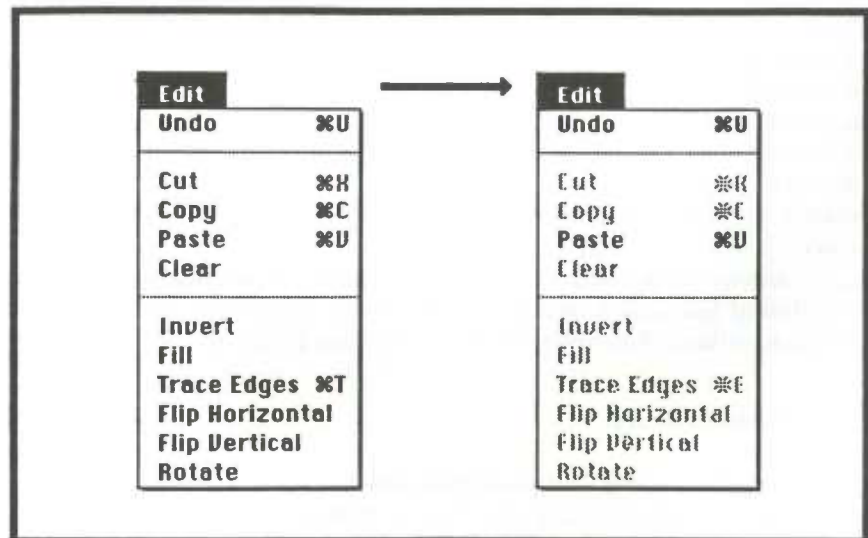 Edit
Undo ⌘U
Cut ⌘X
Copy ⌘C
Paste ⌘V
Clear
Invert
Fill
Trace Edges ⌘T
Flip Horizontal
Flip Vertical
Rotate
Edit
Undo ⌘U
Cut ⌘X
Copy ⌘C
Paste ⌘V
Clear
Invert
Fill
Trace Edges ⌘E
Flip Horizontal
Flip Vertical
Rotate